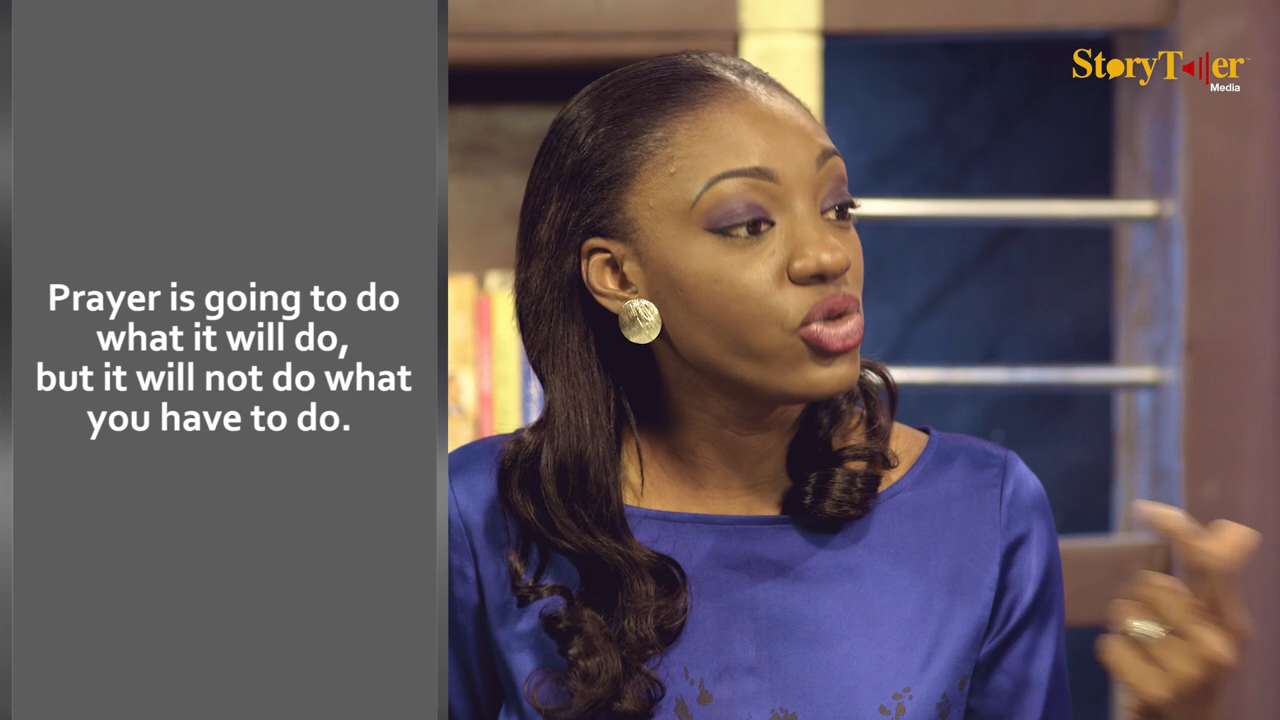 Prayer is going to do
what it will do,
but it will not do what
you have to do.
StoryTeller
Media